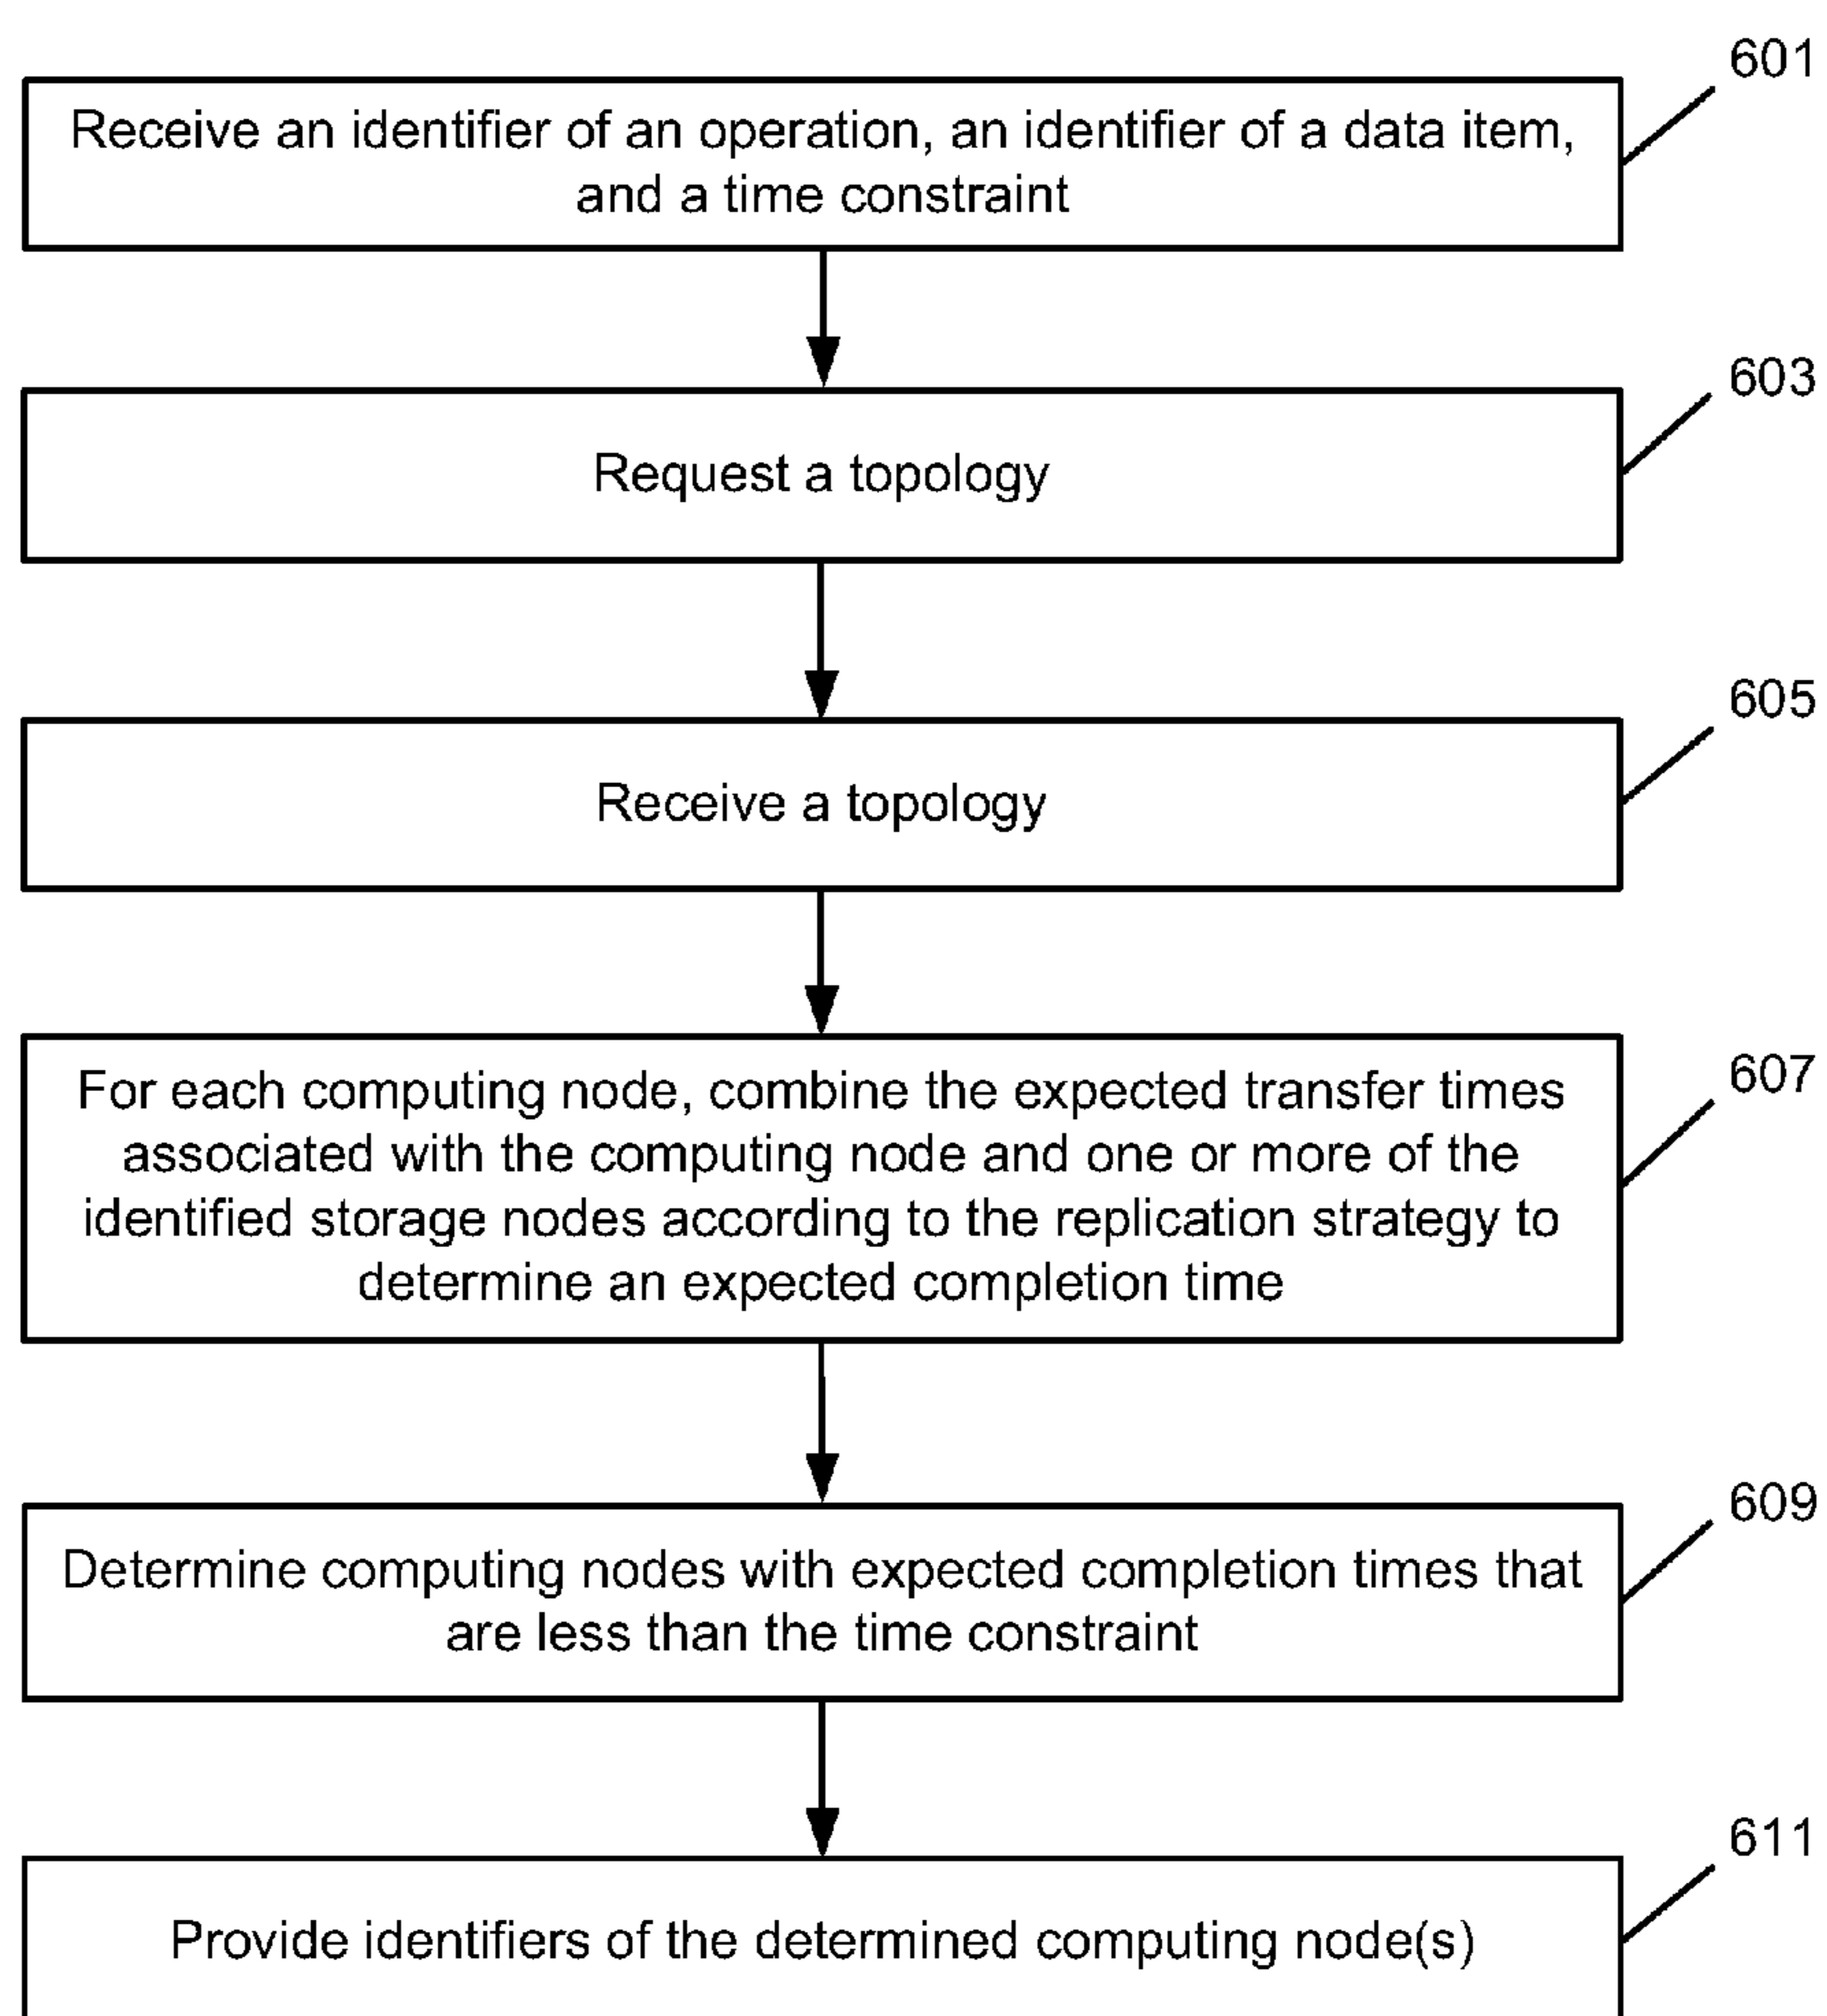 601
Receive an identifier of an operation, an identifier of a data item,
and a time constraint
603
Request a topology
605
Receive a topology
607
For each computing node, combine the expected transfer times
associated with the computing node and one or more of the
identified storage nodes according to the replication strategy to
determine an expected completion time
609
Determine computing nodes with expected completion times that
are less than the time constraint
611
Provide identifiers of the determined computing node(s)